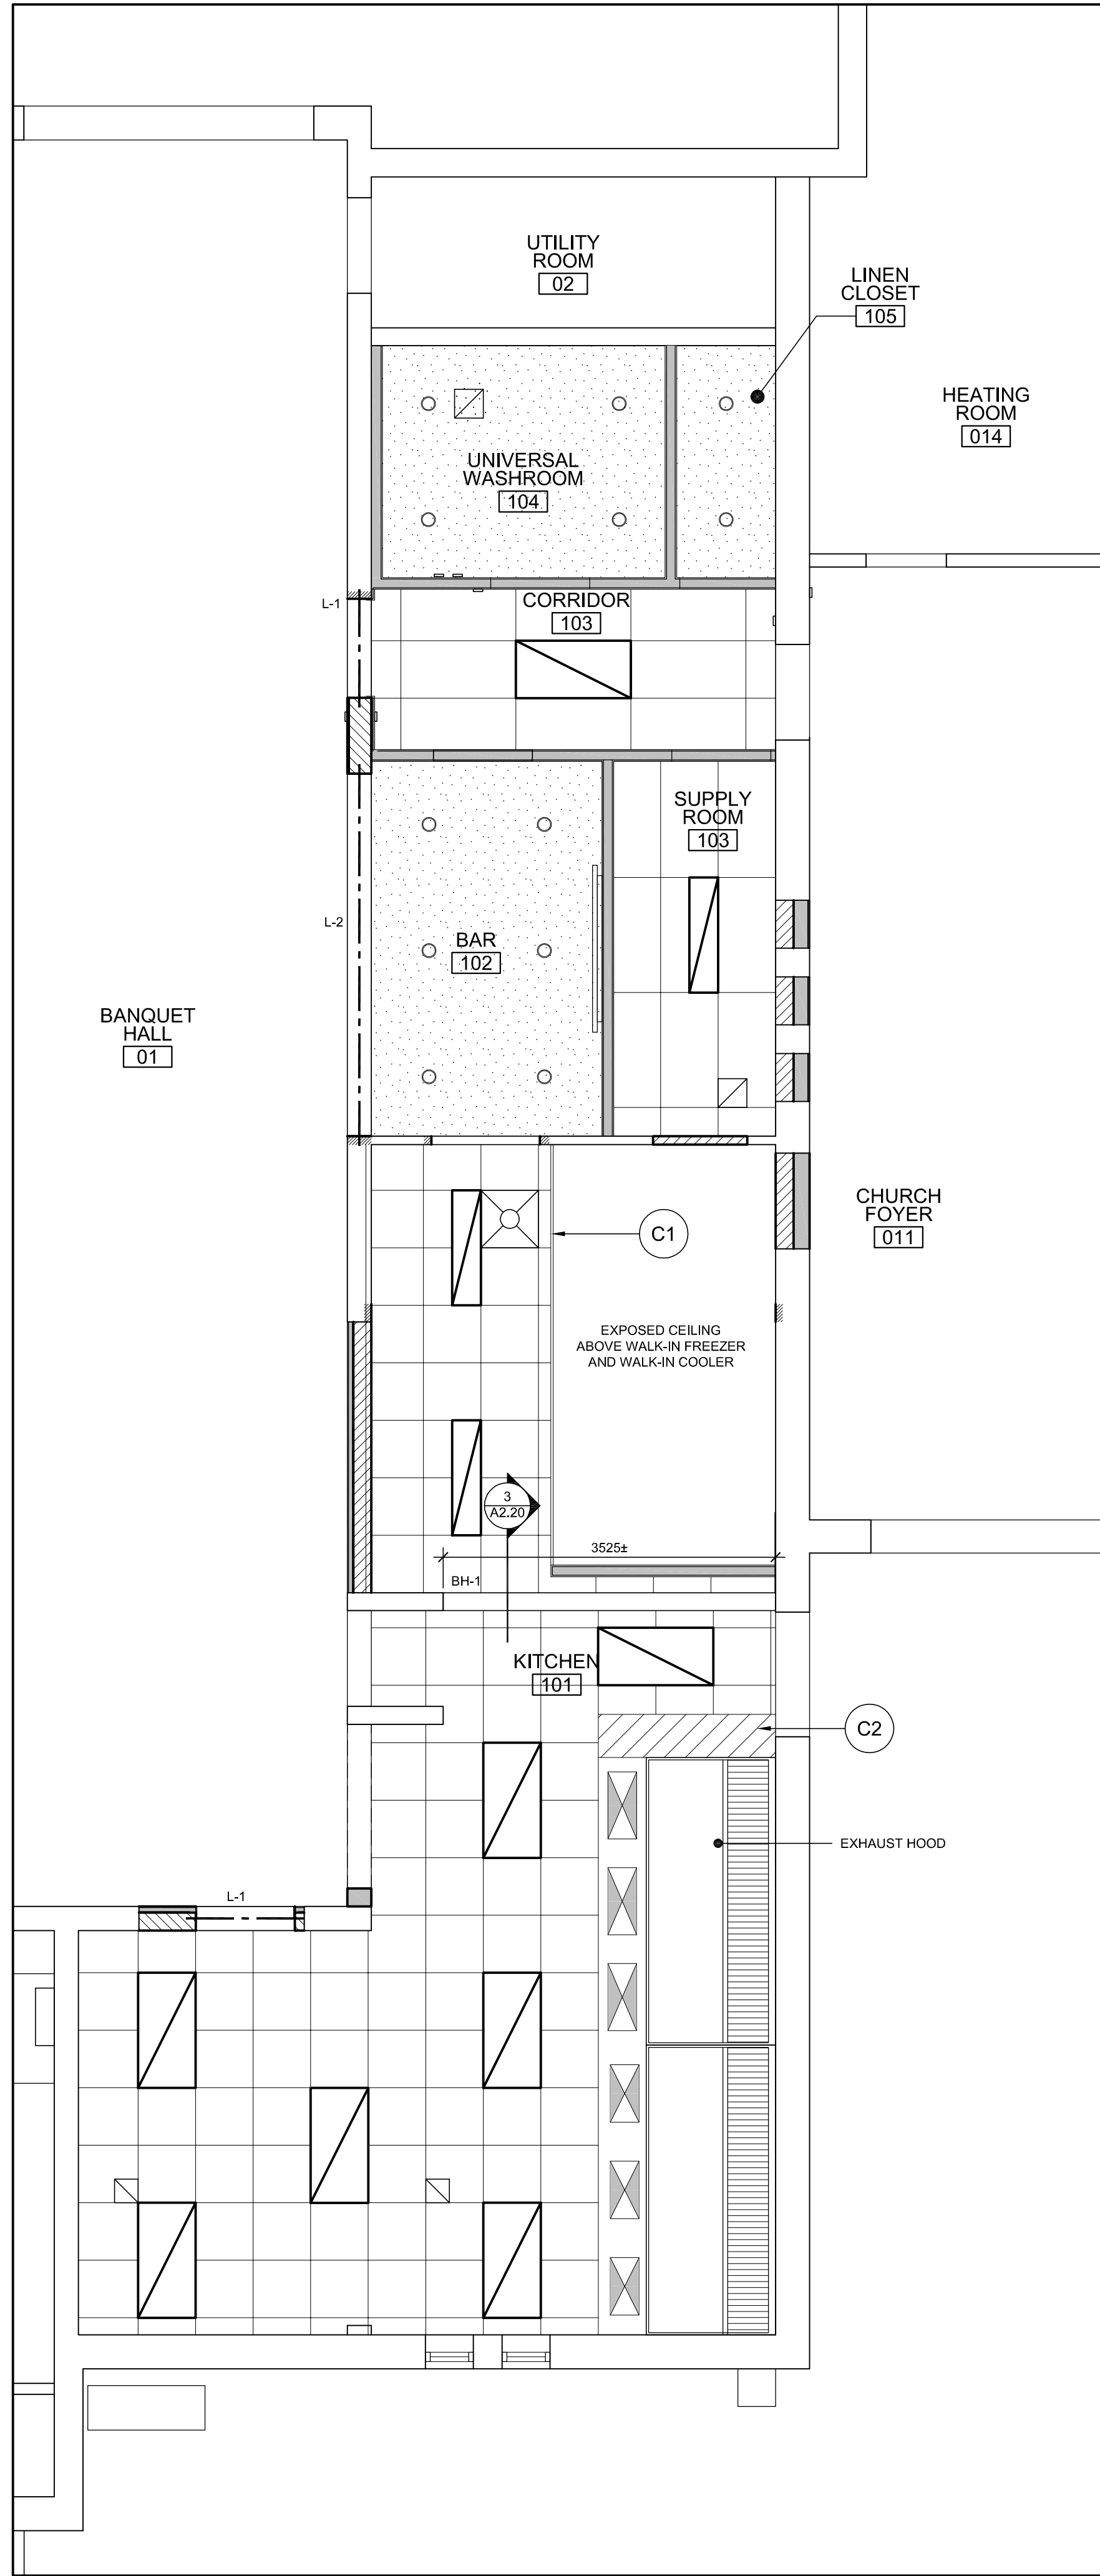 UTILITY
ROOM
02
LINEN
CLOSET
105
HEATING
ROOM
014
UNIVERSAL
WASHROOM
104
L-1
CORRIDOR
103
SUPPLY
ROOM
103
L-2
BAR
102
BANQUET
HALL
01
CHURCH
FOYER
011
C1
EXPOSED CEILING
ABOVE WALK-IN FREEZER
AND WALK-IN COOLER
3
A2.20
3525±
BH-1
KITCHEN
101
C2
EXHAUST HOOD
L-1